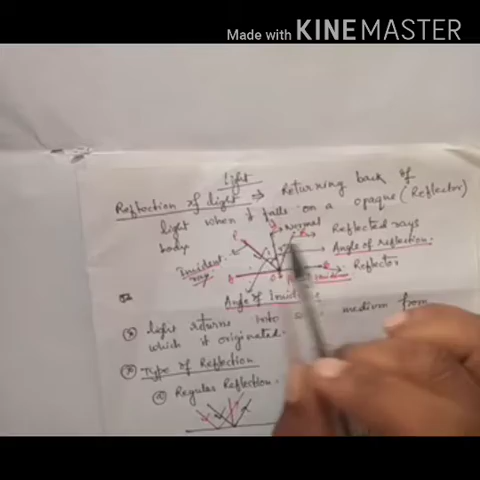 Made with KINEMASTER
Light
Reflection of light ⇒ Returning back of
light when it falls on a opaque (Reflector)
body
Normal
Reflected rays
Incident
ray
Angle of reflection
Reflector
Angle of
light returns into medium from
which it originated.
Type of Reflection
Regular Reflection.